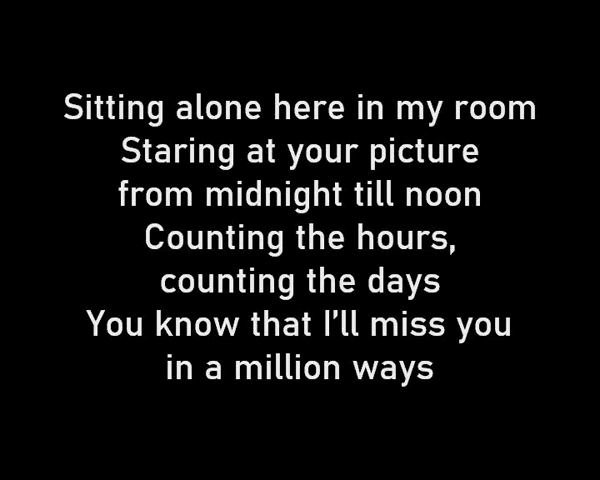 Sitting alone here in my room
Staring at your picture
from midnight till noon
Counting the hours,
counting the days
You know that I'll miss you
in a million ways